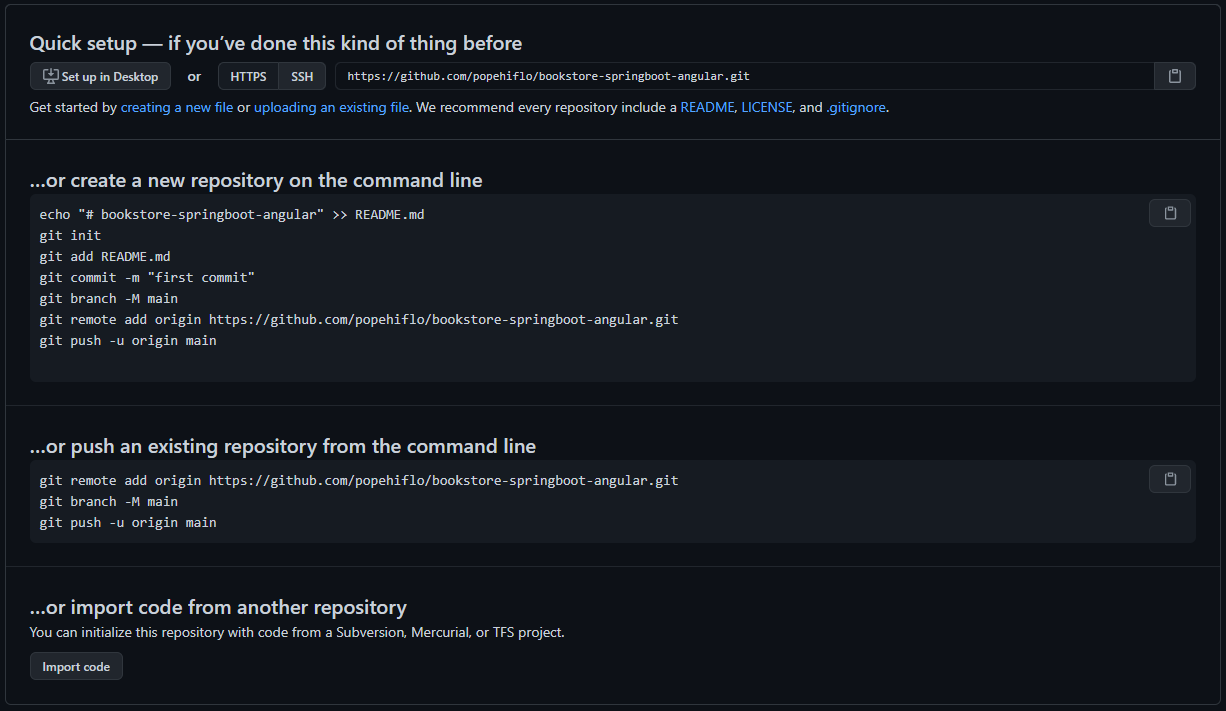 Quick setup — if you’ve done this kind of thing before
Set up in Desktop or HTTPS SSH https://github.com/popehiflo/bookstore-springboot-angular.git
Get started by creating a new file or uploading an existing file. We recommend every repository include a README, LICENSE, and .gitignore.
…or create a new repository on the command line
echo "# bookstore-springboot-angular" >> README.md
git init
git add README.md
git commit -m "first commit"
git branch -M main
git remote add origin https://github.com/popehiflo/bookstore-springboot-angular.git
git push -u origin main
…or push an existing repository from the command line
git remote add origin https://github.com/popehiflo/bookstore-springboot-angular.git
git branch -M main
git push -u origin main
…or import code from another repository
You can initialize this repository with code from a Subversion, Mercurial, or TFS project.
Import code